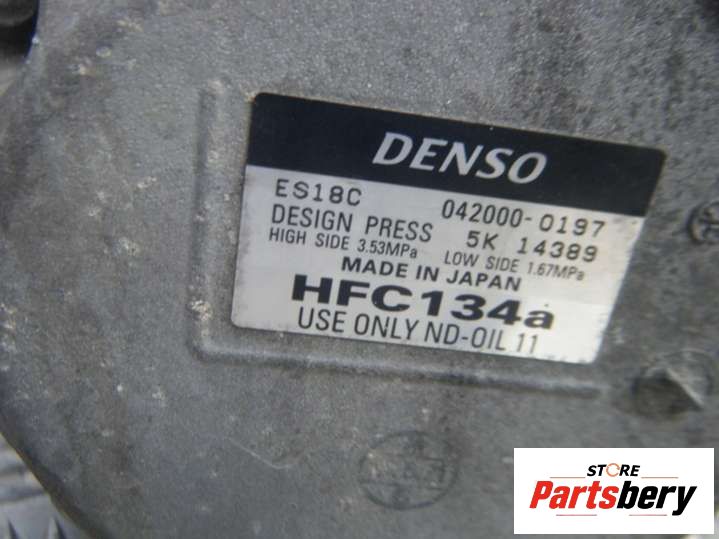 DENSO
ES18C 042000-0197
DESIGN PRESS 5K 14389
HIGH SIDE 3.53MPa LOW SIDE 1.67MPa
MADE IN JAPAN
HFC134a
USE ONLY ND-OIL 11
STORE
Partsbery